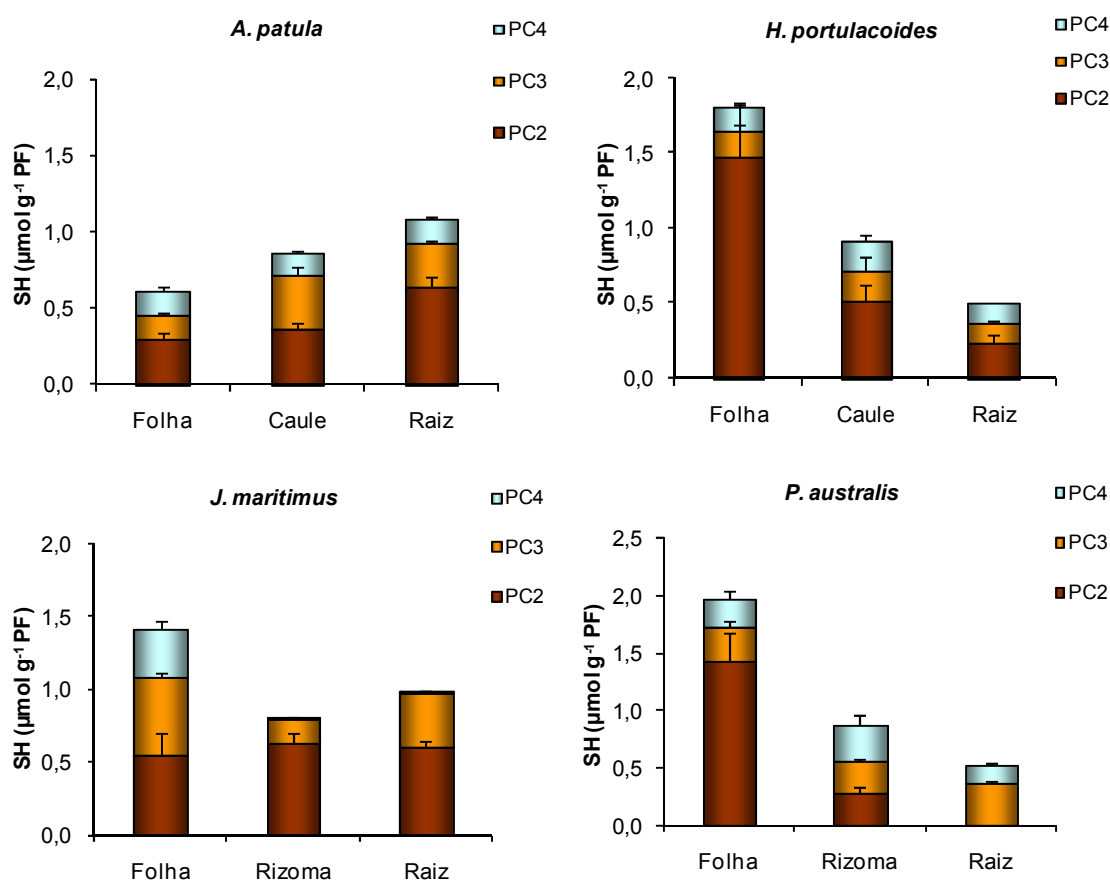 A. patula
PC4
PC3
PC2
2,0
1,5
1,0
0,5
0,0
SH (µmol g⁻¹ PF)
Folha Caule Raiz
H. portulacoides
PC4
PC3
PC2
2,0
1,5
1,0
0,5
0,0
SH (µmol g⁻¹ PF)
Folha Caule Raiz
J. maritimus
PC4
PC3
PC2
2,0
1,5
1,0
0,5
0,0
SH (µmol g⁻¹ PF)
Folha Rizoma Raiz
P. australis
PC4
PC3
PC2
2,5
2,0
1,5
1,0
0,5
0,0
SH (µmol g⁻¹ PF)
Folha Rizoma Raiz